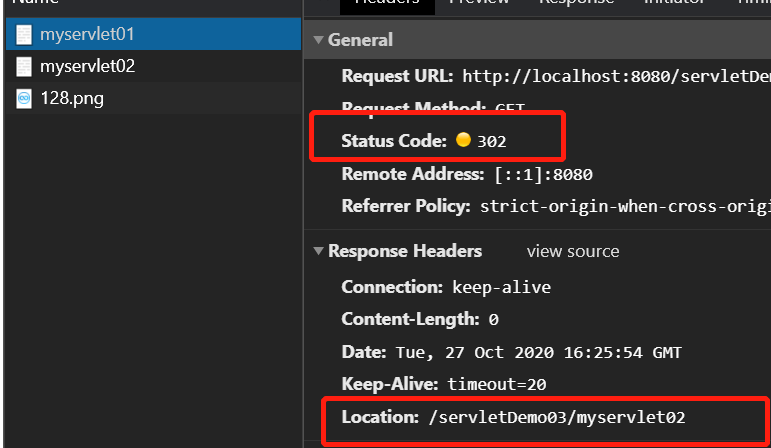 Name
Headers Preview Response Initiator
myservlet01
myservlet02
128.png
General
Request URL: http://localhost:8080/servletDemo
Request Method: GET
Status Code: 302
Remote Address: [::1]:8080
Referrer Policy: strict-origin-when-cross-origi
Response Headers view source
Connection: keep-alive
Content-Length: 0
Date: Tue, 27 Oct 2020 16:25:54 GMT
Keep-Alive: timeout=20
Location: /servletDemo03/myservlet02